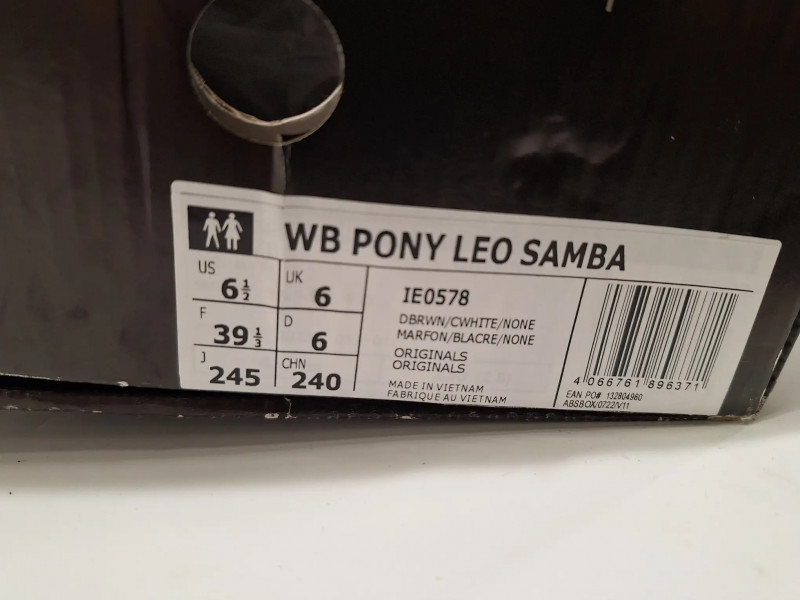 WB PONY LEO SAMBA
US 6½
UK 6
F 39⅓
D 6
J 245
CHN 240
IE0578
DBRWN/CWHITE/NONE
MARFON/BLACRE/NONE
ORIGINALS
ORIGINALS
MADE IN VIETNAM
FABRIQUE AU VIETNAM
4 066761 896371
EAN PO# 132804960
ABSBOX/0722/V11